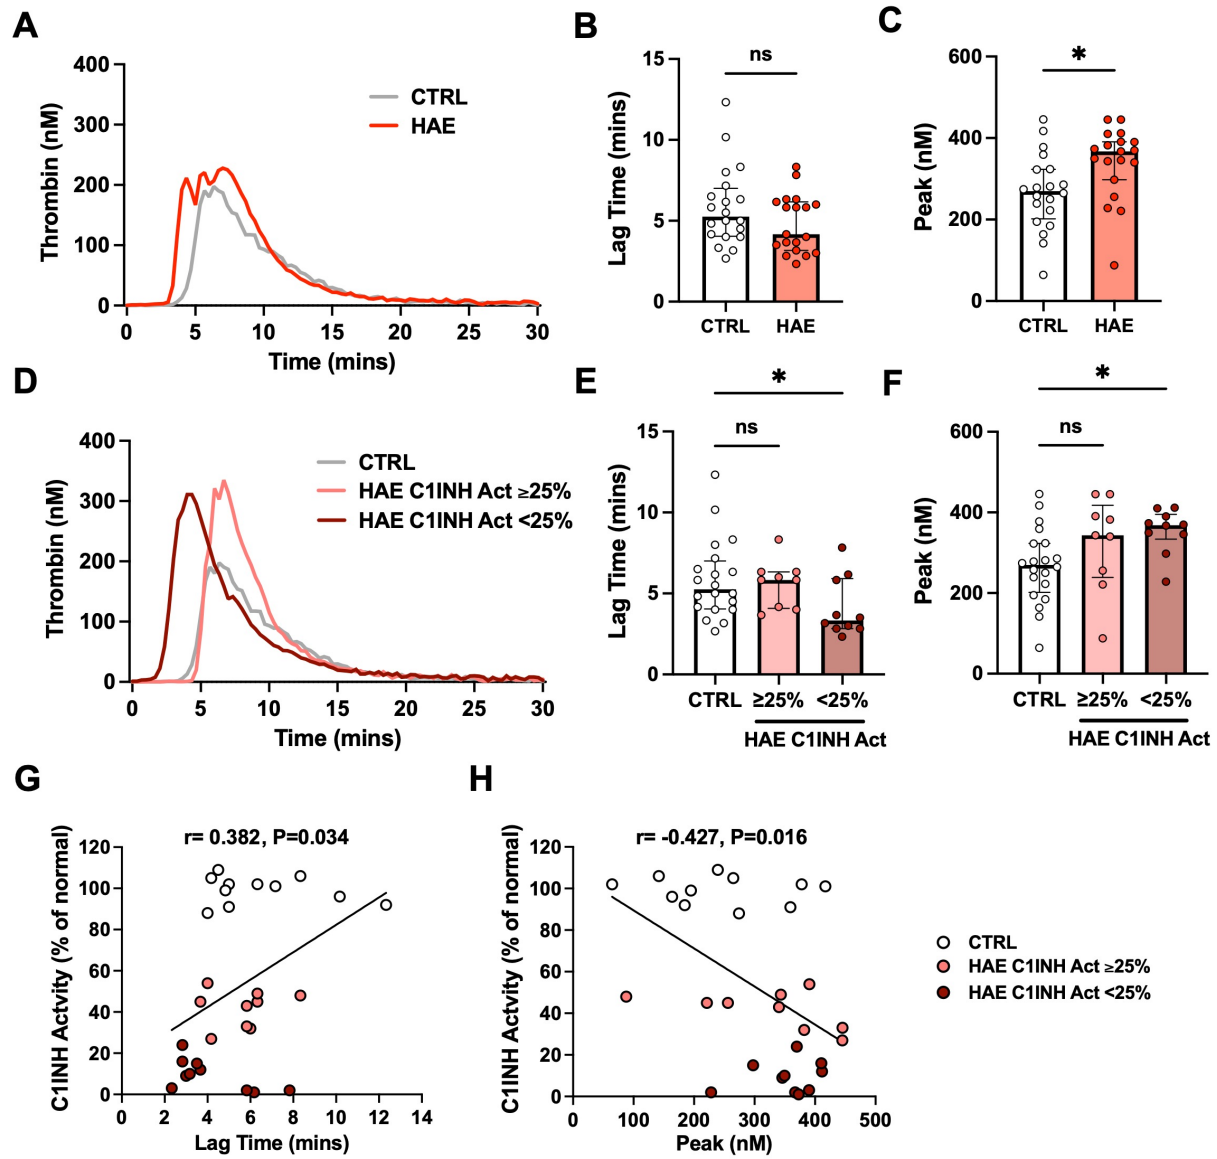 A
400
300
200
100
0
Thrombin (nM)
CTRL
HAE
0 5 10 15 20 25 30
Time (mins)
B
15
10
5
0
Lag Time (mins)
ns
CTRL HAE
C
600
400
200
0
Peak (nM)
*
CTRL HAE
D
400
300
200
100
0
Thrombin (nM)
CTRL
HAE C1INH Act ≥25%
HAE C1INH Act <25%
0 5 10 15 20 25 30
Time (mins)
E
15
10
5
0
Lag Time (mins)
*
ns
CTRL ≥25% <25%
HAE C1INH Act
F
600
400
200
0
Peak (nM)
*
ns
CTRL ≥25% <25%
HAE C1INH Act
G
r= 0.382, P=0.034
120
100
80
60
40
20
0
C1INH Actvity (% of normal)
0 2 4 6 8 10 12 14
Lag Time (mins)
H
r= -0.427, P=0.016
120
100
80
60
40
20
0
C1INH Actvity (% of normal)
0 100 200 300 400 500
Peak (nM)
CTRL
HAE C1INH Act ≥25%
HAE C1INH Act <25%